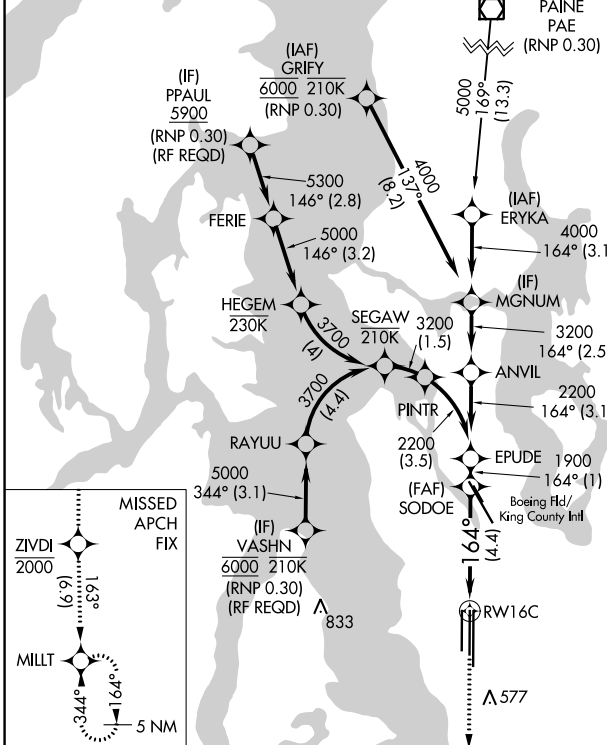 PAINE
PAE
(RNP 0.30)
5000
169°
(13.3)
(IAF)
GRIFY
6000 210K
(RNP 0.30)
(IF)
PPAUL
5900
(RNP 0.30)
(RF REQD)
4000
137°
(8.2)
5300
146° (2.8)
FERIE
5000
146° (3.2)
(IAF)
ERYKA
4000
164° (3.1
(IF)
MGNUM
HEGEM
230K
3700
(4)
SEGAW
210K
3200
(1.5)
3200
164° (2.5
ANVIL
PINTR
3700
(4.4)
2200
164° (3.1
RAYUU
2200
(3.5)
EPUDE
1900
164° (1)
(FAF)
SODOE
Boeing Fld/
King County Intl
5000
344° (3.1)
(IF)
VASHN
6000 210K
(RNP 0.30)
(RF REQD)
833
164°
(4.4)
RW16C
577
MISSED
APCH
FIX
ZIVDI
2000
163°
(6.9)
MILLT
344°
164°
5 NM